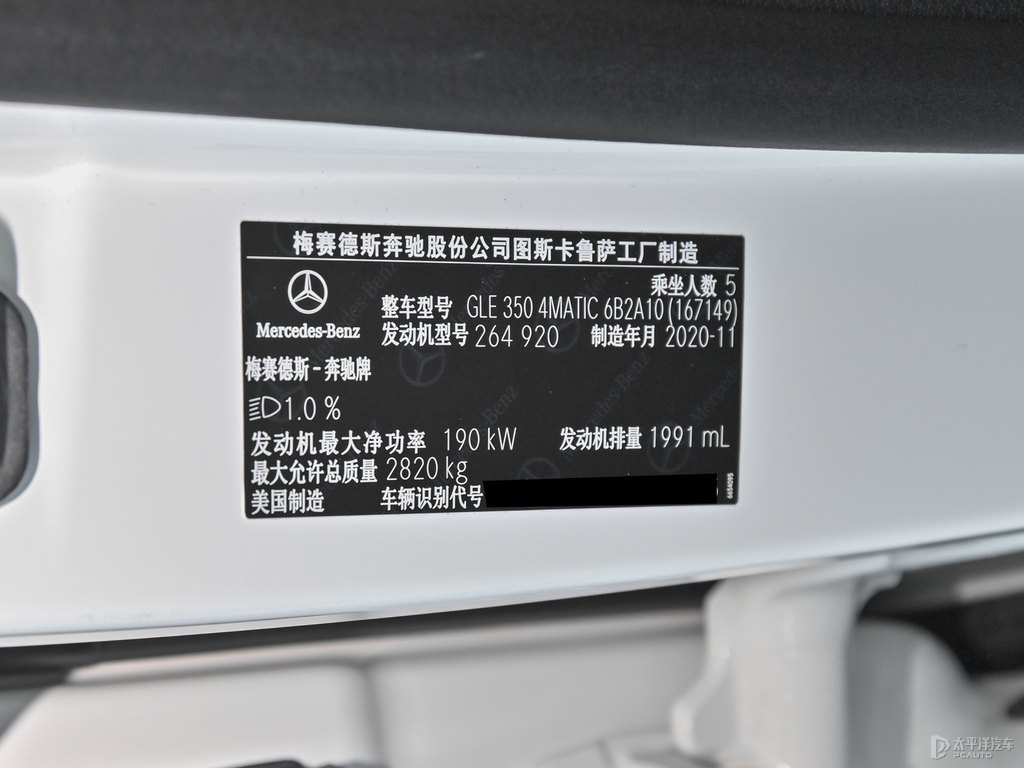 梅赛德斯奔驰股份公司图斯卡鲁萨工厂制造
乘坐人数 5
Mercedes-Benz
整车型号 GLE 350 4MATIC 6B2A10 (167149)
发动机型号 264 920 制造年月 2020-11
梅赛德斯-奔驰牌
1.0 %
发动机最大净功率 190 kW 发动机排量 1991 mL
最大允许总质量 2820 kg
美国制造 车辆识别代号
太平洋汽车
PCAUTO